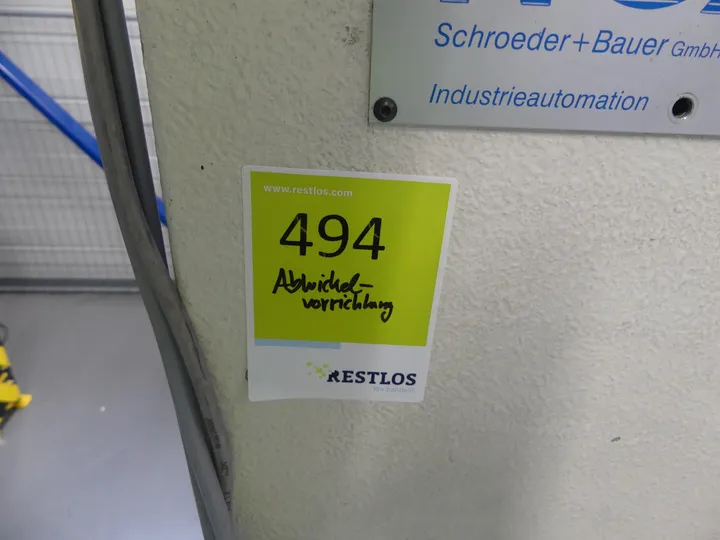 Schroeder+Bauer GmbH
Industrieautomation
www.restlos.com
494
Abwickel-
vorrichtung
RESTLOS